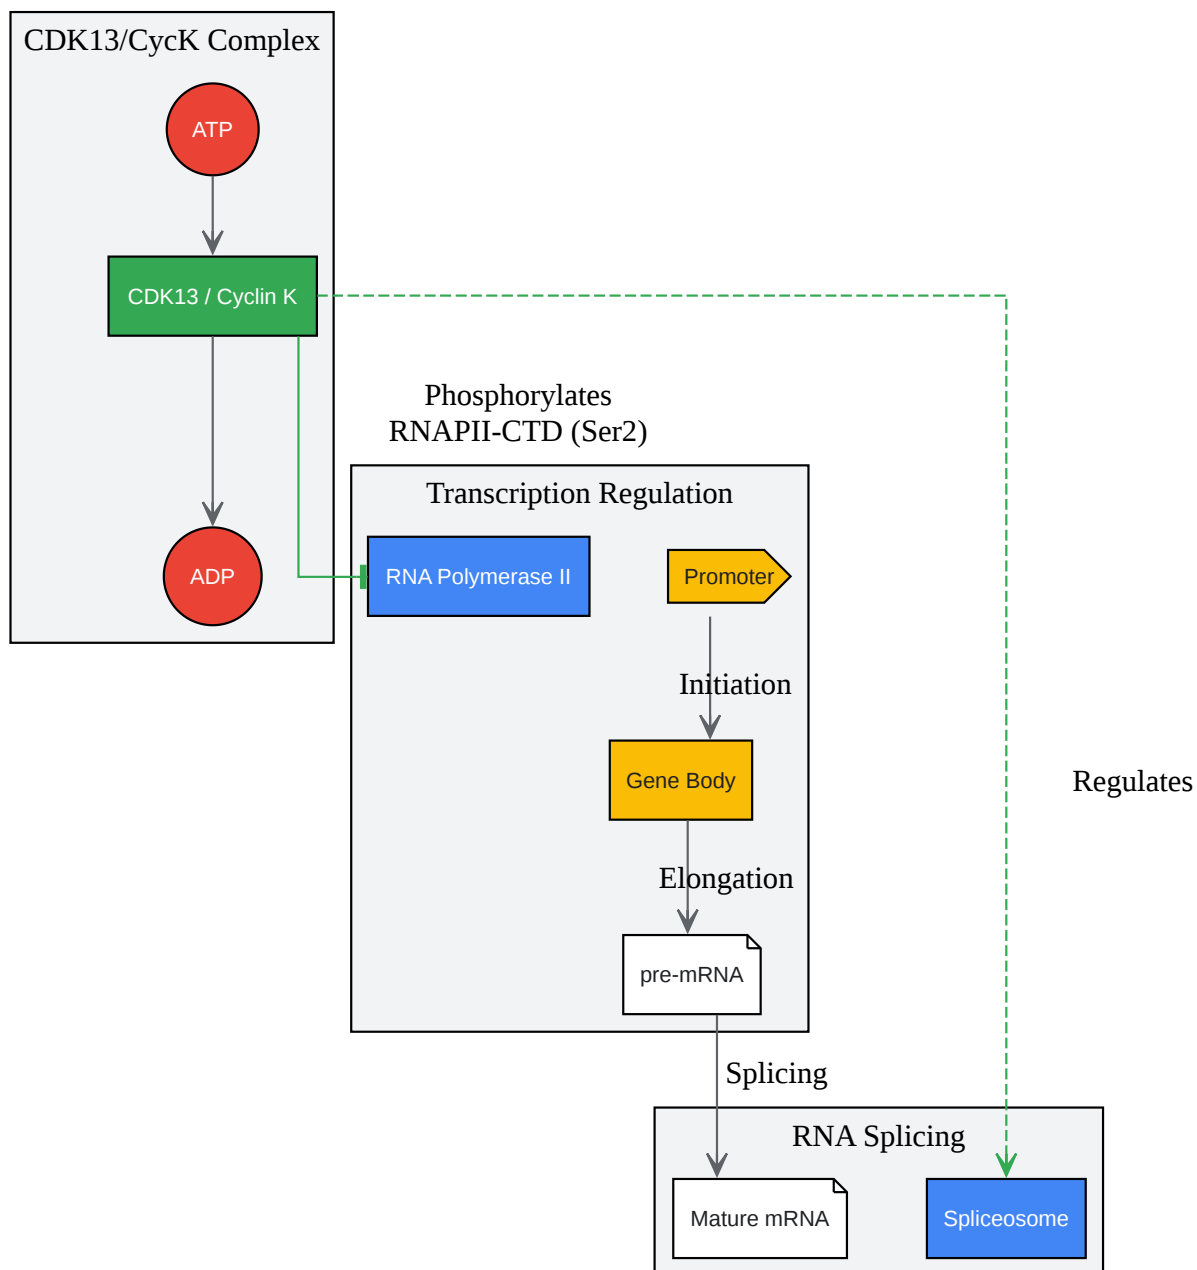 CDK13/CycK Complex
ATP
CDK13 / Cyclin K
Phosphorylates
RNAPII-CTD (Ser2)
Transcription Regulation
ADP
RNA Polymerase II
Promoter
Initiation
Gene Body
Regulates
Elongation
pre-mRNA
Splicing
RNA Splicing
Mature mRNA
Spliceosome